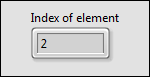 Index of element
2